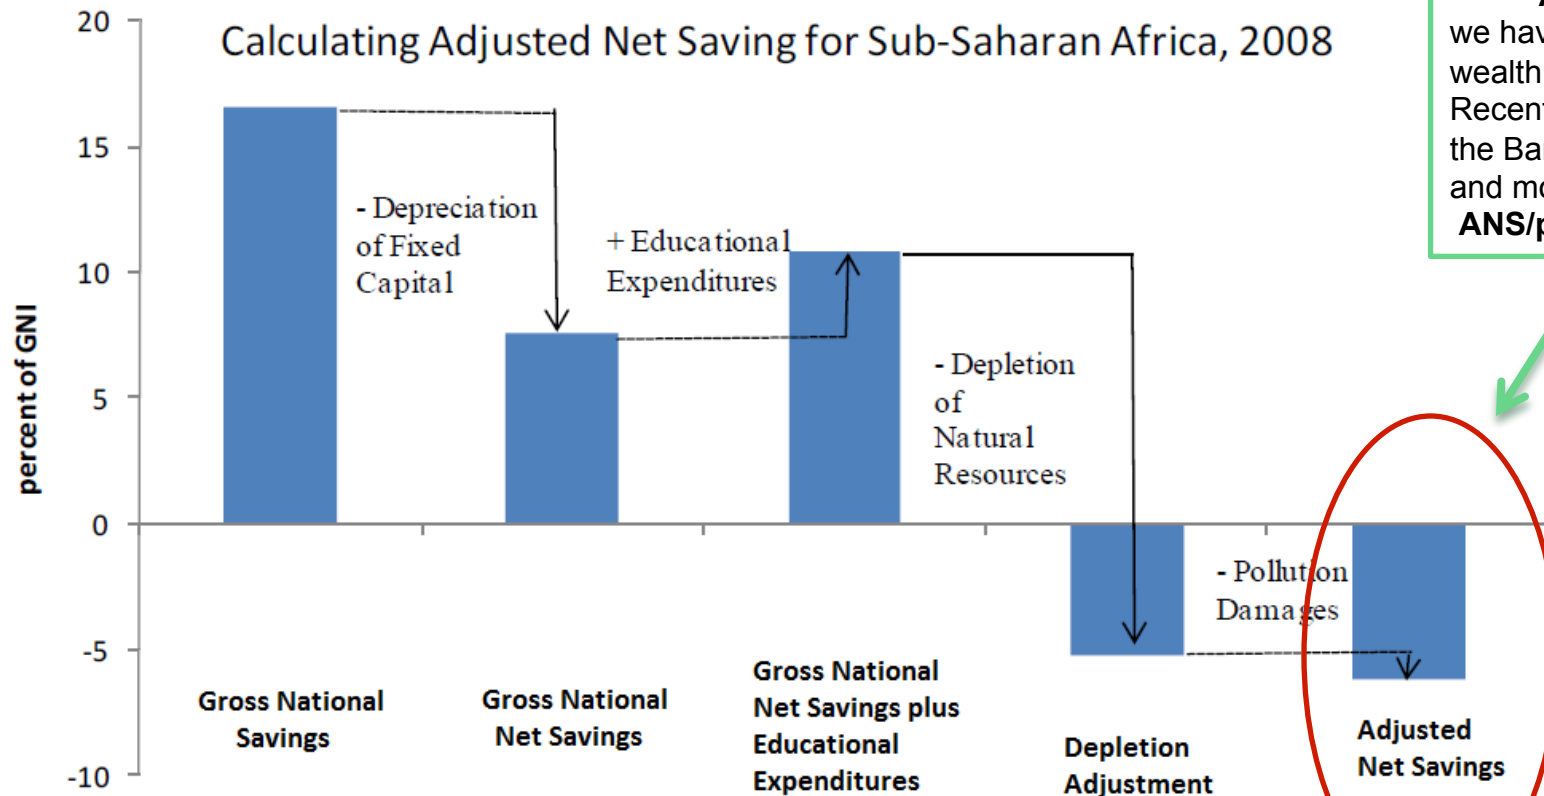 Calculating Adjusted Net Saving for Sub-Saharan Africa, 2008
we hav
wealth
Recent
the Ba
and mo
ANS/p
percent of GNI
20
15
10
5
0
-5
-10
- Depreciation
of Fixed
Capital
+ Educational
Expenditures
- Depletion
of
Natural
Resources
- Pollution
Damages
Gross National
Savings
Gross National
Net Savings
Gross National
Net Savings plus
Educational
Expenditures
Depletion
Adjustment
Adjusted
Net Savings